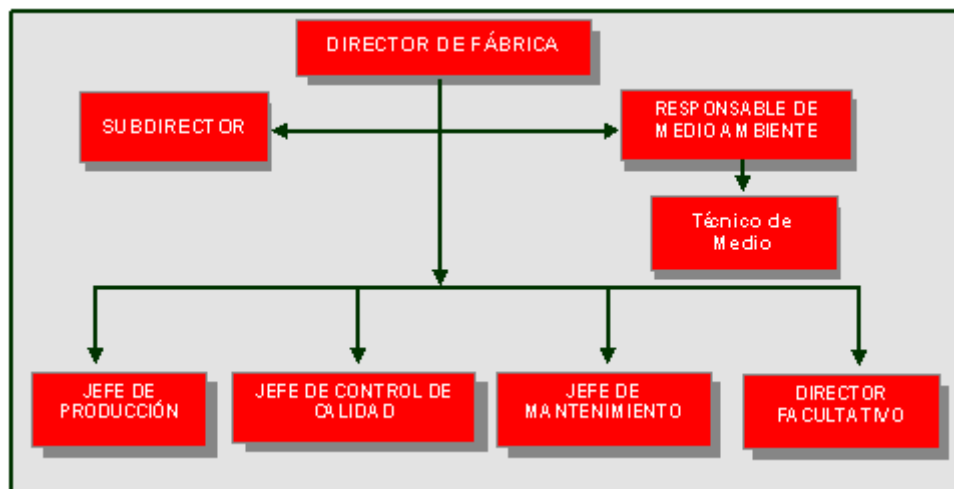 DIRECTOR DE FÁBRICA
SUBDIRECTOR
RESPONSABLE DE
MEDIO AMBIENTE
Técnico de
Medio
JEFE DE
PRODUCCIÓN
JEFE DE CONTROL DE
CALIDAD
JEFE DE
MANTENIMIENTO
DIRECTOR
FACULTATIVO